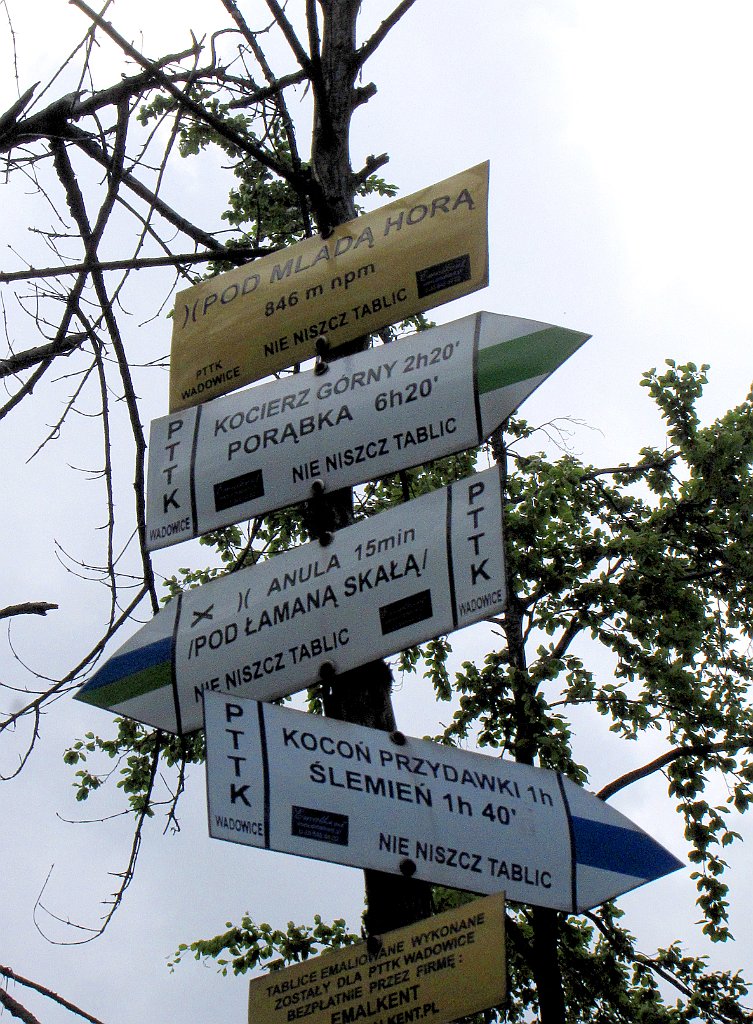 )( POD MLADĄ HORĄ
846 m npm
NIE NISZCZ TABLIC
PTTK
WADOWICE
KOCIERZ GÓRNY 2h20'
PORĄBKA 6h20'
NIE NISZCZ TABLIC
PTTK
WADOWICE
)( ANULA 15min
/POD ŁAMANĄ SKAŁĄ/
NIE NISZCZ TABLIC
PTTK
WADOWICE
PTTK
WADOWICE
KOCOŃ PRZYDAWKI 1h
ŚLEMIEŃ 1h 40'
NIE NISZCZ TABLIC
TABLICE EMALIOWANE WYKONANE
ZOSTAŁY DLA PTTK WADOWICE
BEZPŁATNIE PRZEZ FIRMĘ :
EMALKENT